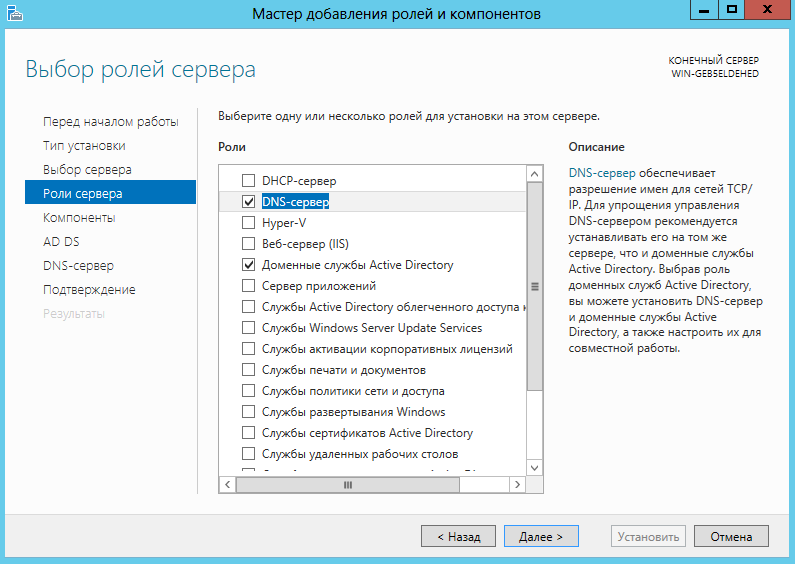 Мастер добавления ролей и компонентов
Выбор ролей сервера
КОНЕЧНЫЙ СЕРВЕР
WIN-GEB5ELDEHED
Перед началом работы
Тип установки
Выбор сервера
Роли сервера
Компоненты
AD DS
DNS-сервер
Подтверждение
Результаты
Выберите одну или несколько ролей для установки на этом сервере.
Роли
DHCP-сервер
DNS-сервер
Hyper-V
Веб-сервер (IIS)
Доменные службы Active Directory
Сервер приложений
Службы Active Directory облегченного доступа к
Службы Windows Server Update Services
Службы активации корпоративных лицензий
Службы печати и документов
Службы политики сети и доступа
Службы развертывания Windows
Службы сертификатов Active Directory
Службы удаленных рабочих столов
Описание
DNS-сервер обеспечивает
разрешение имен для сетей TCP/
IP. Для упрощения управления
DNS-сервером рекомендуется
устанавливать его на том же
сервере, что и доменные службы
Active Directory. Выбрав роль
доменных служб Active Directory,
вы можете установить DNS-сервер
и доменные службы Active
Directory, а также настроить их для
совместной работы.
< Назад
Далее >
Установить
Отмена